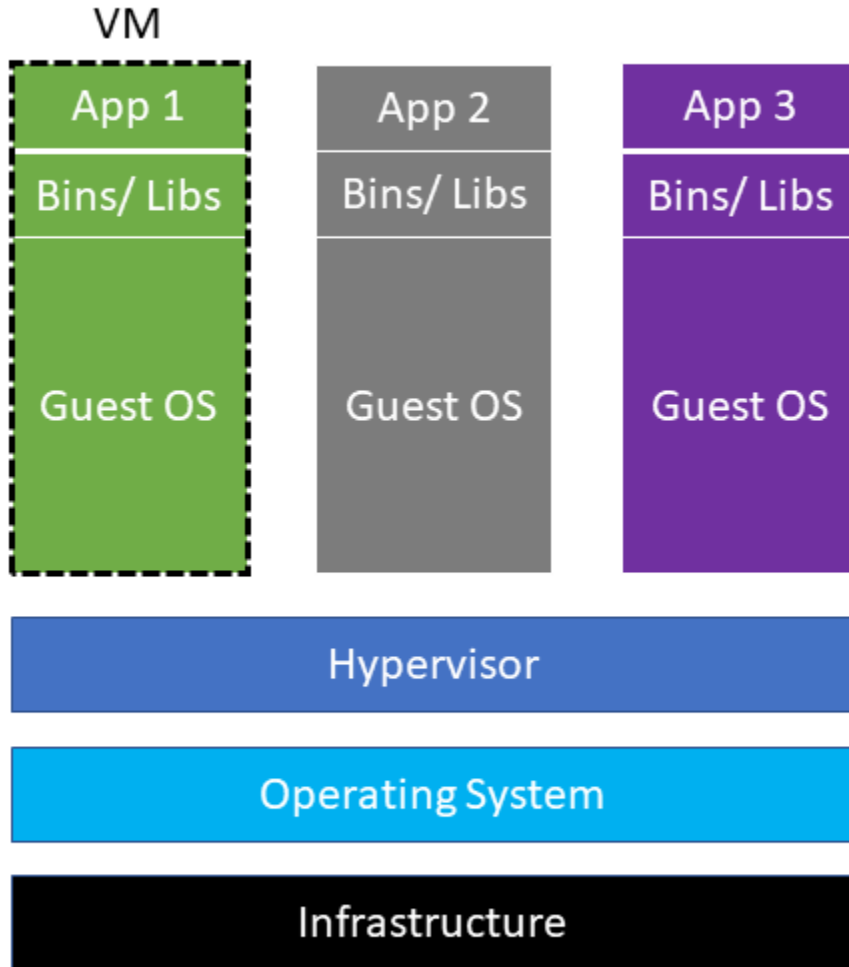 VM
App 1
App 2
App 3
Bins/ Libs
Bins/ Libs
Bins/ Libs
Guest OS
Guest OS
Guest OS
Hypervisor
Operating System
Infrastructure